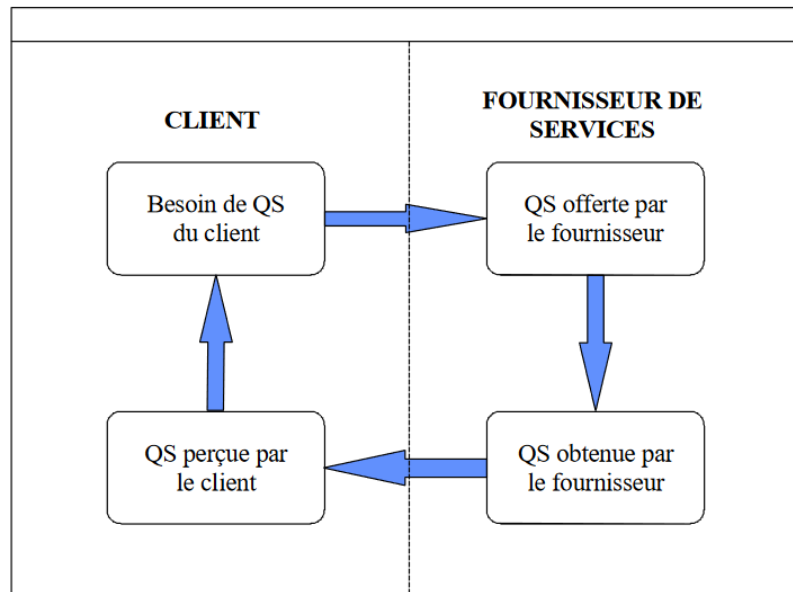 CLIENT
FOURNISSEUR DE
SERVICES
Besoin de QS
du client
QS offerte par
le fournisseur
QS perçue par
le client
QS obtenue par
le fournisseur